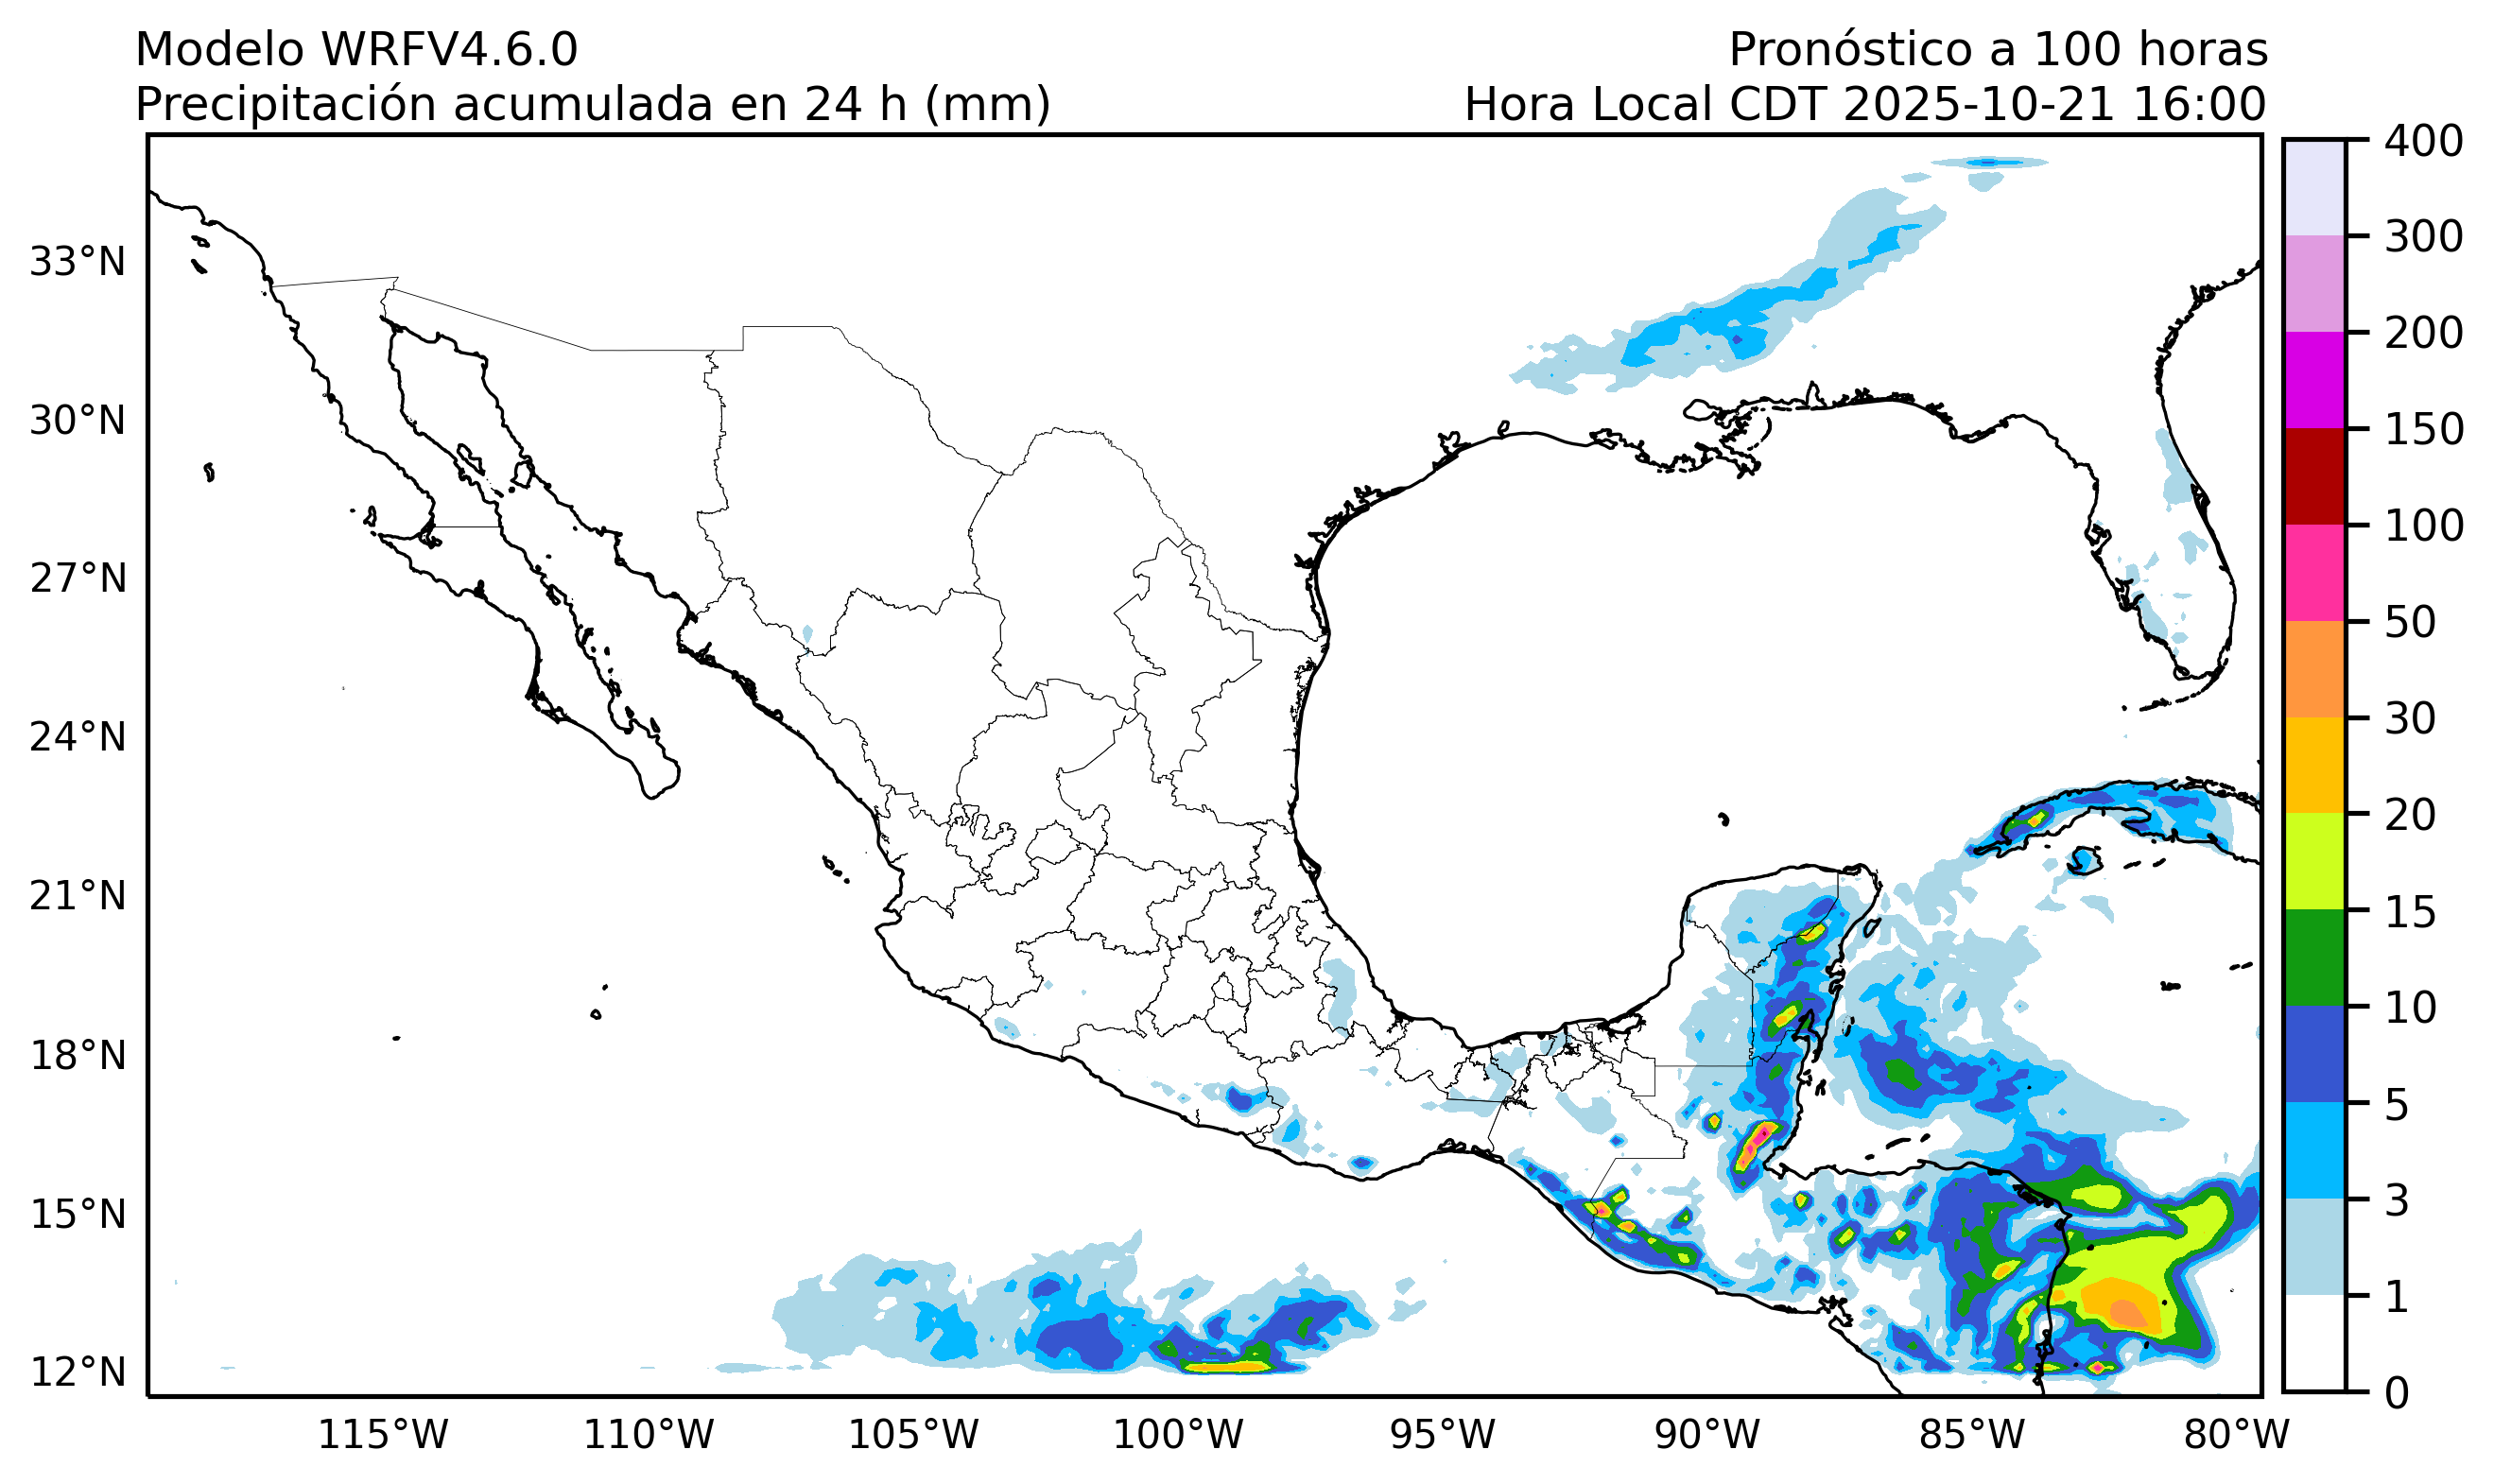 Modelo WRFV4.6.0
Pronóstico a 100 horas
Precipitación acumulada en 24 h (mm)
Hora Local CDT 2025-10-21 16:00
33°N
30°N
27°N
24°N
21°N
18°N
15°N
12°N
115°W
110°W
105°W
100°W
95°W
90°W
85°W
80°W
400
300
200
150
100
50
30
20
15
10
5
3
1
0